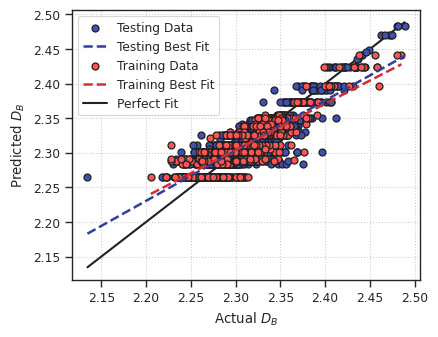 2.50
2.45
2.40
2.35
2.30
2.25
2.20
2.15
Predicted D_B
Testing Data
Testing Best Fit
Training Data
Training Best Fit
Perfect Fit
2.15 2.20 2.25 2.30 2.35 2.40 2.45 2.50
Actual D_B